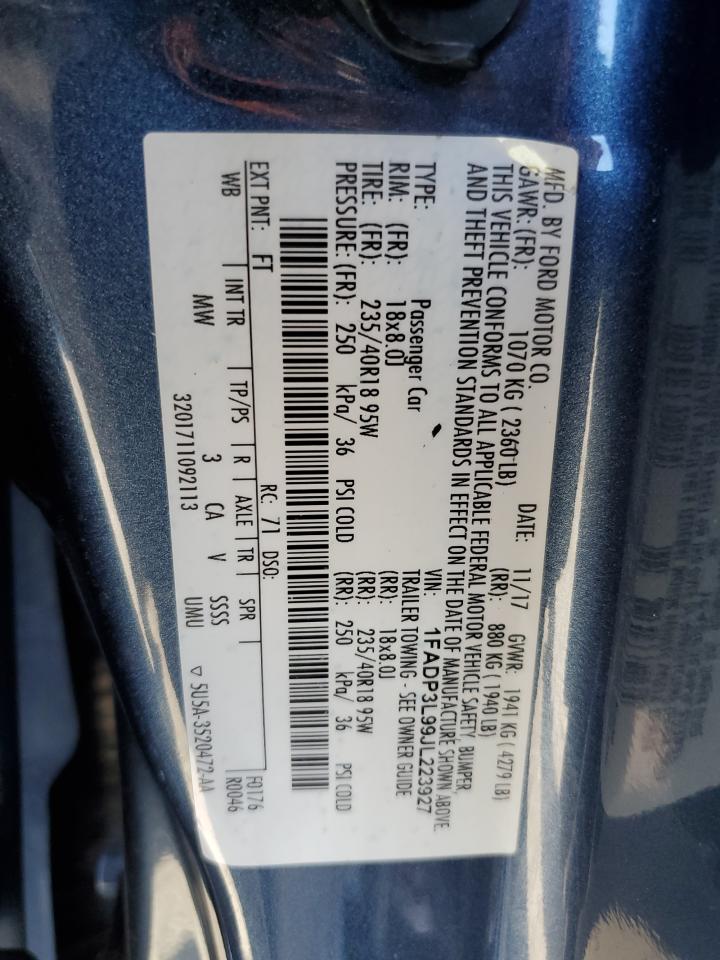 MFD. BY FORD MOTOR CO.
DATE: 11/17 GVWR: 1941 KG ( 4279 LB)
GAWR: (FR): 1070 KG ( 2360 LB) (RR): 880 KG ( 1940 LB)
THIS VEHICLE CONFORMS TO ALL APPLICABLE FEDERAL MOTOR VEHICLE SAFETY, BUMPER,
AND THEFT PREVENTION STANDARDS IN EFFECT ON THE DATE OF MANUFACTURE SHOWN ABOVE.
VIN: 1FADP3L99JL223927
TYPE: Passenger Car TRAILER TOWING - SEE OWNER GUIDE
RIM: (FR): 18x8.0J (RR): 18x8.0J
TIRE: (FR): 235/40R18 95W (RR): 235/40R18 95W
PRESSURE: (FR): 250 kPa/ 36 PSI COLD (RR): 250 kPa/ 36 PSI COLD
EXT PNT: FT RC: 71 DSO: F0176
WB INT TR TP/PS R AXLE TR SPR R0046
MW 3 CA V SSSS
3201711092113 UMU ▽ 5U5A-3520472-AA